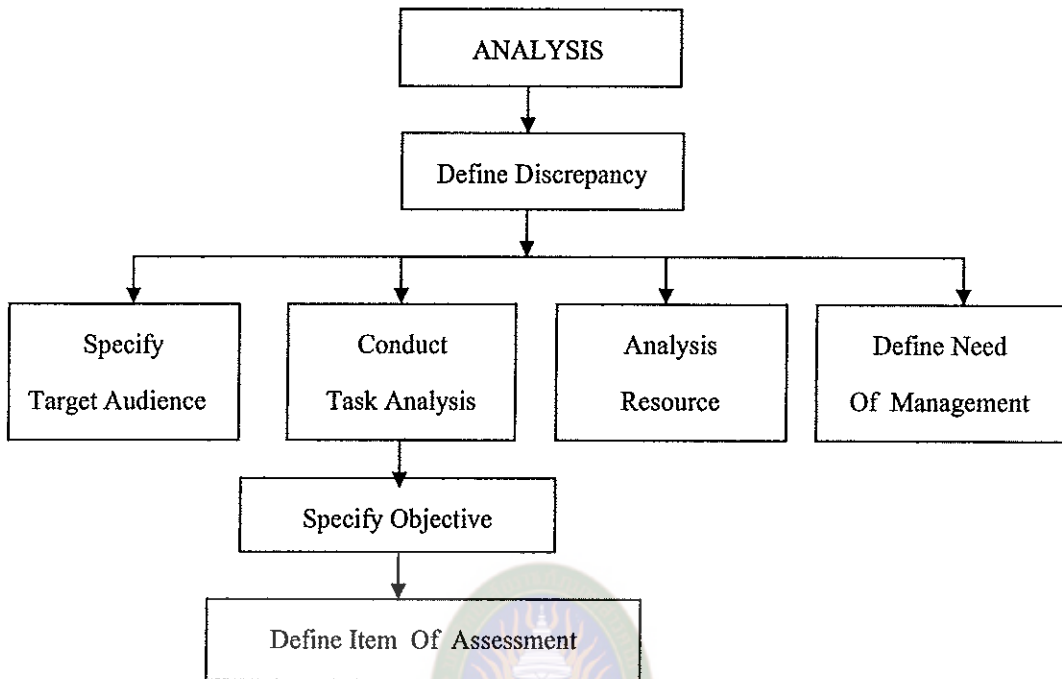 ANALYSIS
Define Discrepancy
Specify
Target Audience
Conduct
Task Analysis
Analysis
Resource
Define Need
Of Management
Specify Objective
Define Item Of Assessment